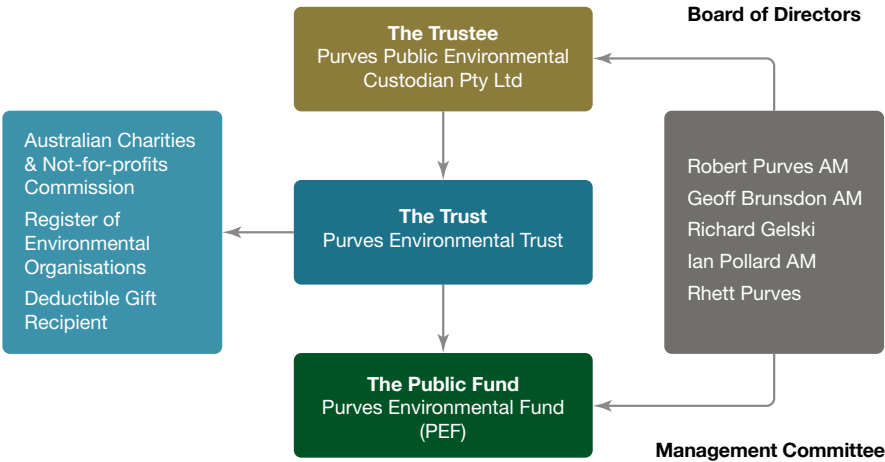 Board of Directors
The Trustee
Purves Public Environmental
Custodian Pty Ltd
Australian Charities
& Not-for-profits
Commission
Register of
Environmental
Organisations
Deductible Gift
Recipient
The Trust
Purves Environmental Trust
Robert Purves AM
Geoff Brunsdon AM
Richard Gelski
Ian Pollard AM
Rhett Purves
The Public Fund
Purves Environmental Fund
(PEF)
Management Committee